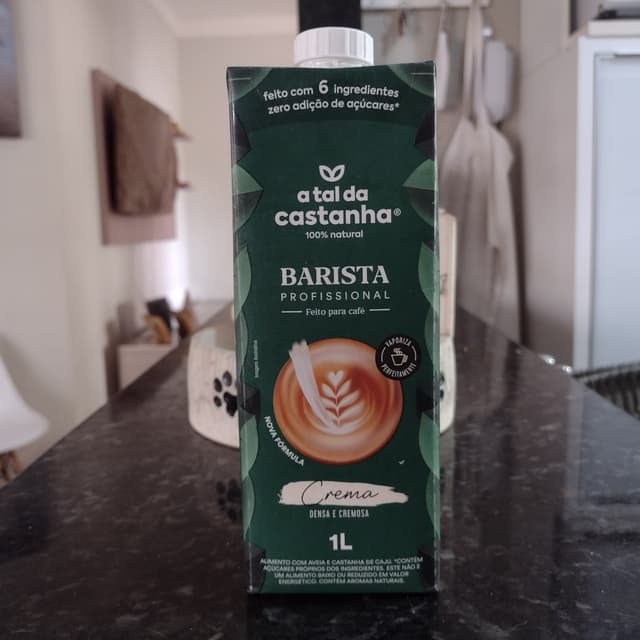 feito com 6 ingredientes
zero adição de açúcares*
a tal da
castanha®
100% natural
BARISTA
PROFISSIONAL
Feito para café
VAPORIZA
PERFEITAMENTE
NOVA FÓRMULA
Crema
DENSA E CREMOSA
1L
ALIMENTO COM AVEIA E CASTANHA DE CAJU. *CONTÉM
AÇÚCARES PRÓPRIOS DOS INGREDIENTES. ESTE NÃO É
UM ALIMENTO BAIXO OU REDUZIDO EM VALOR
ENERGÉTICO. CONTÉM AROMAS NATURAIS.